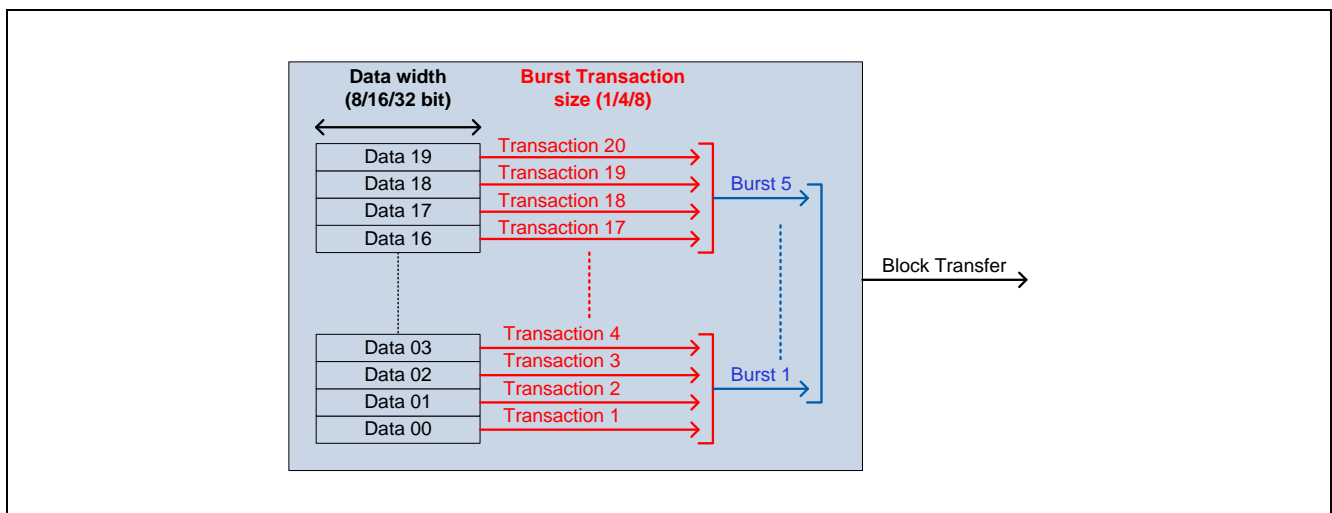 Data width
(8/16/32 bit)
Burst Transaction
size (1/4/8)
Data 19
Transaction 20
Data 18
Transaction 19
Burst 5
Data 17
Transaction 18
Data 16
Transaction 17
Block Transfer
Data 03
Transaction 4
Data 02
Transaction 3
Burst 1
Data 01
Transaction 2
Data 00
Transaction 1